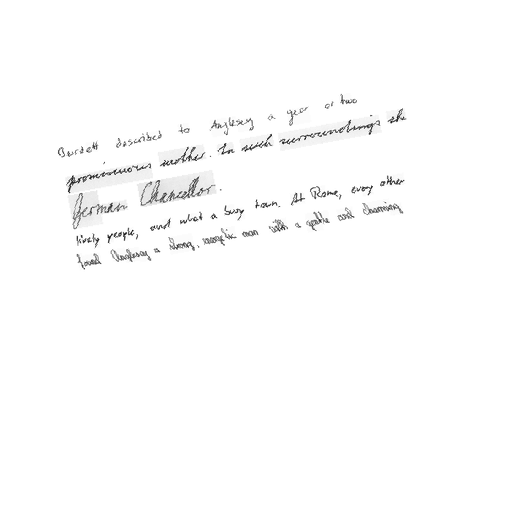 Burdett described to Anglesey a year or two
promiscuous mother. In such surroundings she
German Chancellor.
lively people, and what a busy town. At Rome, every other
found Anglesey a strong, energetic man with a gentle and charming